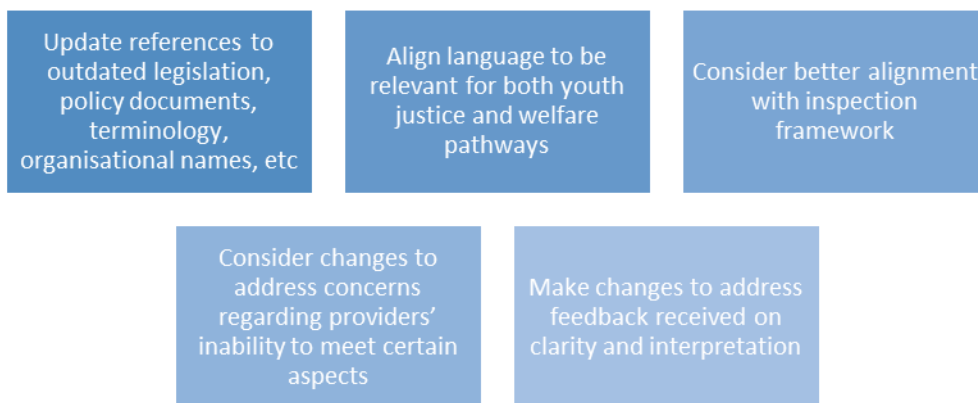 Update references to
outdated legislation,
policy documents,
terminology,
organisational names, etc
Align language to be
relevant for both youth
justice and welfare
pathways
Consider better alignment
with inspection
framework
Consider changes to
address concerns
regarding providers'
inability to meet certain
aspects
Make changes to address
feedback received on
clarity and interpretation